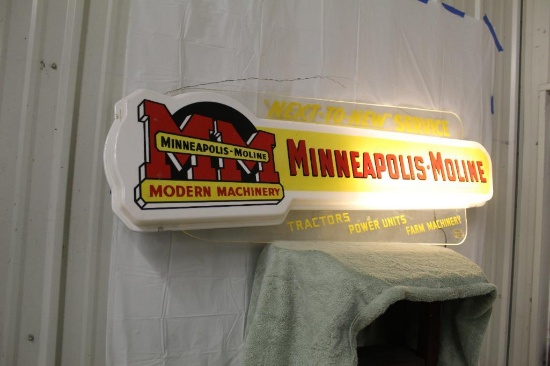 "NEXT-TO-NEW" SERVICE
MM
MINNEAPOLIS-MOLINE
MODERN MACHINERY
MINNEAPOLIS-MOLINE
TRACTORS POWER UNITS FARM MACHINERY